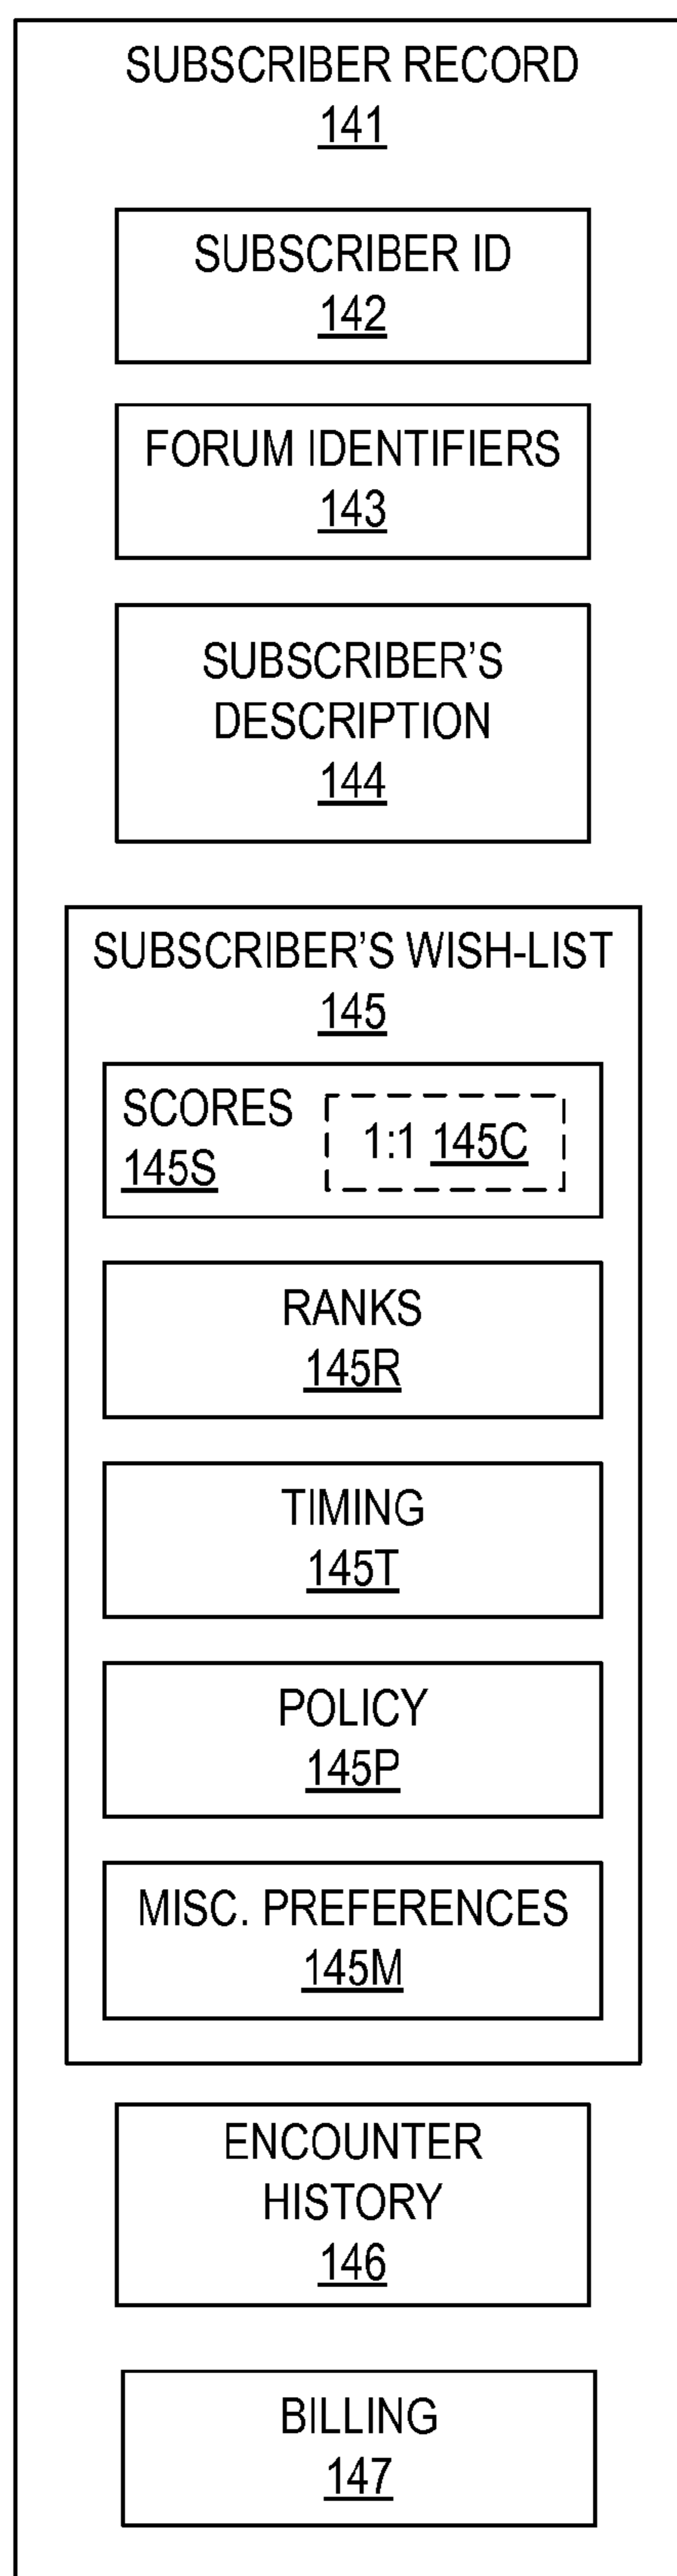 SUBSCRIBER RECORD
141
SUBSCRIBER ID
142
FORUM IDENTIFIERS
143
SUBSCRIBER'S
DESCRIPTION
144
SUBSCRIBER'S WISH-LIST
145
SCORES
145S
1:1 145C
RANKS
145R
TIMING
145T
POLICY
145P
MISC. PREFERENCES
145M
ENCOUNTER
HISTORY
146
BILLING
147